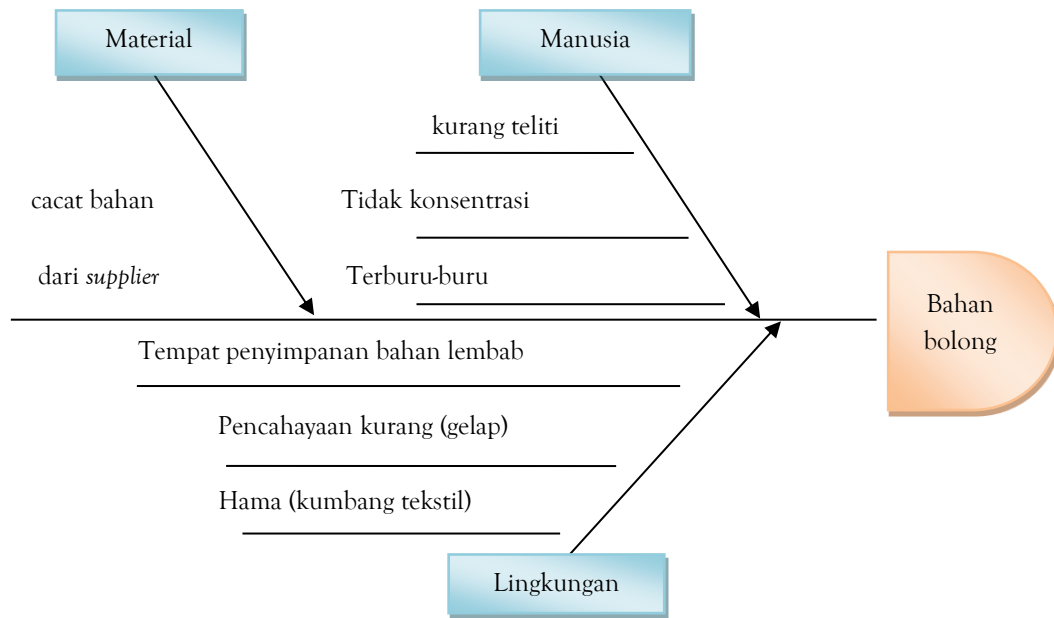 Material
Manusia
kurang teliti
cacat bahan
Tidak konsentrasi
dari supplier
Terburu-buru
Bahan
bolong
Tempat penyimpanan bahan lembab
Pencahayaan kurang (gelap)
Hama (kumbang tekstil)
Lingkungan